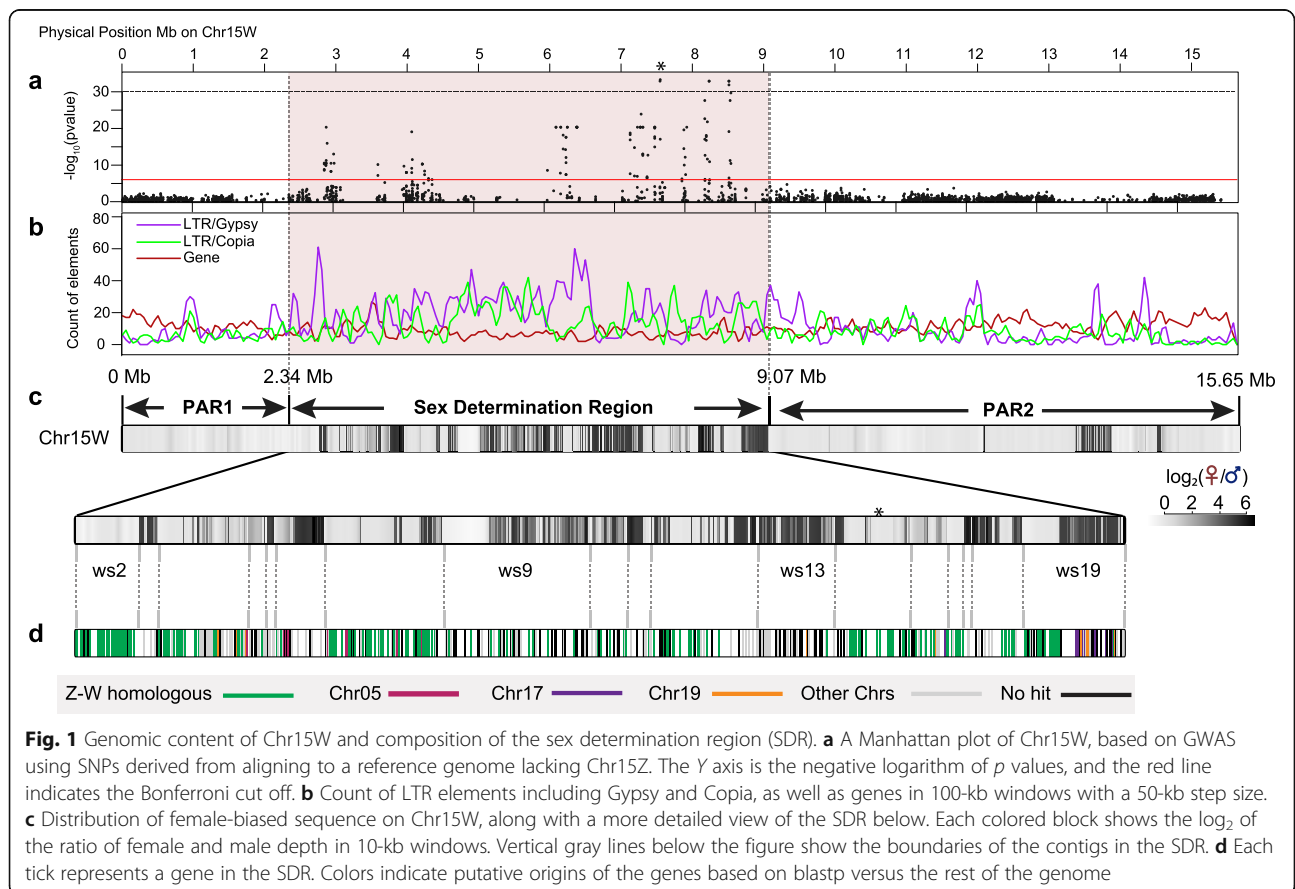 Physical Position Mb on Chr15W
0 1 2 3 4 5 6 7 8 9 10 11 12 13 14 15
*
a
-log10(pvalue)
30
20
10
0
b
Count of elements
80
60
40
20
0
LTR/Gypsy
LTR/Copia
Gene
0 Mb 2.34 Mb 9.07 Mb 15.65 Mb
c
PAR1 Sex Determination Region PAR2
Chr15W
log₂(♀/♂)
0 2 4 6
*
ws2 ws9 ws13 ws19
d
Z-W homologous Chr05 Chr17 Chr19 Other Chrs No hit
Fig. 1 Genomic content of Chr15W and composition of the sex determination region (SDR). a A Manhattan plot of Chr15W, based on GWAS
using SNPs derived from aligning to a reference genome lacking Chr15Z. The Y axis is the negative logarithm of p values, and the red line
indicates the Bonferroni cut off. b Count of LTR elements including Gypsy and Copia, as well as genes in 100-kb windows with a 50-kb step size.
c Distribution of female-biased sequence on Chr15W, along with a more detailed view of the SDR below. Each colored block shows the log₂ of
the ratio of female and male depth in 10-kb windows. Vertical gray lines below the figure show the boundaries of the contigs in the SDR. d Each
tick represents a gene in the SDR. Colors indicate putative origins of the genes based on blastp versus the rest of the genome